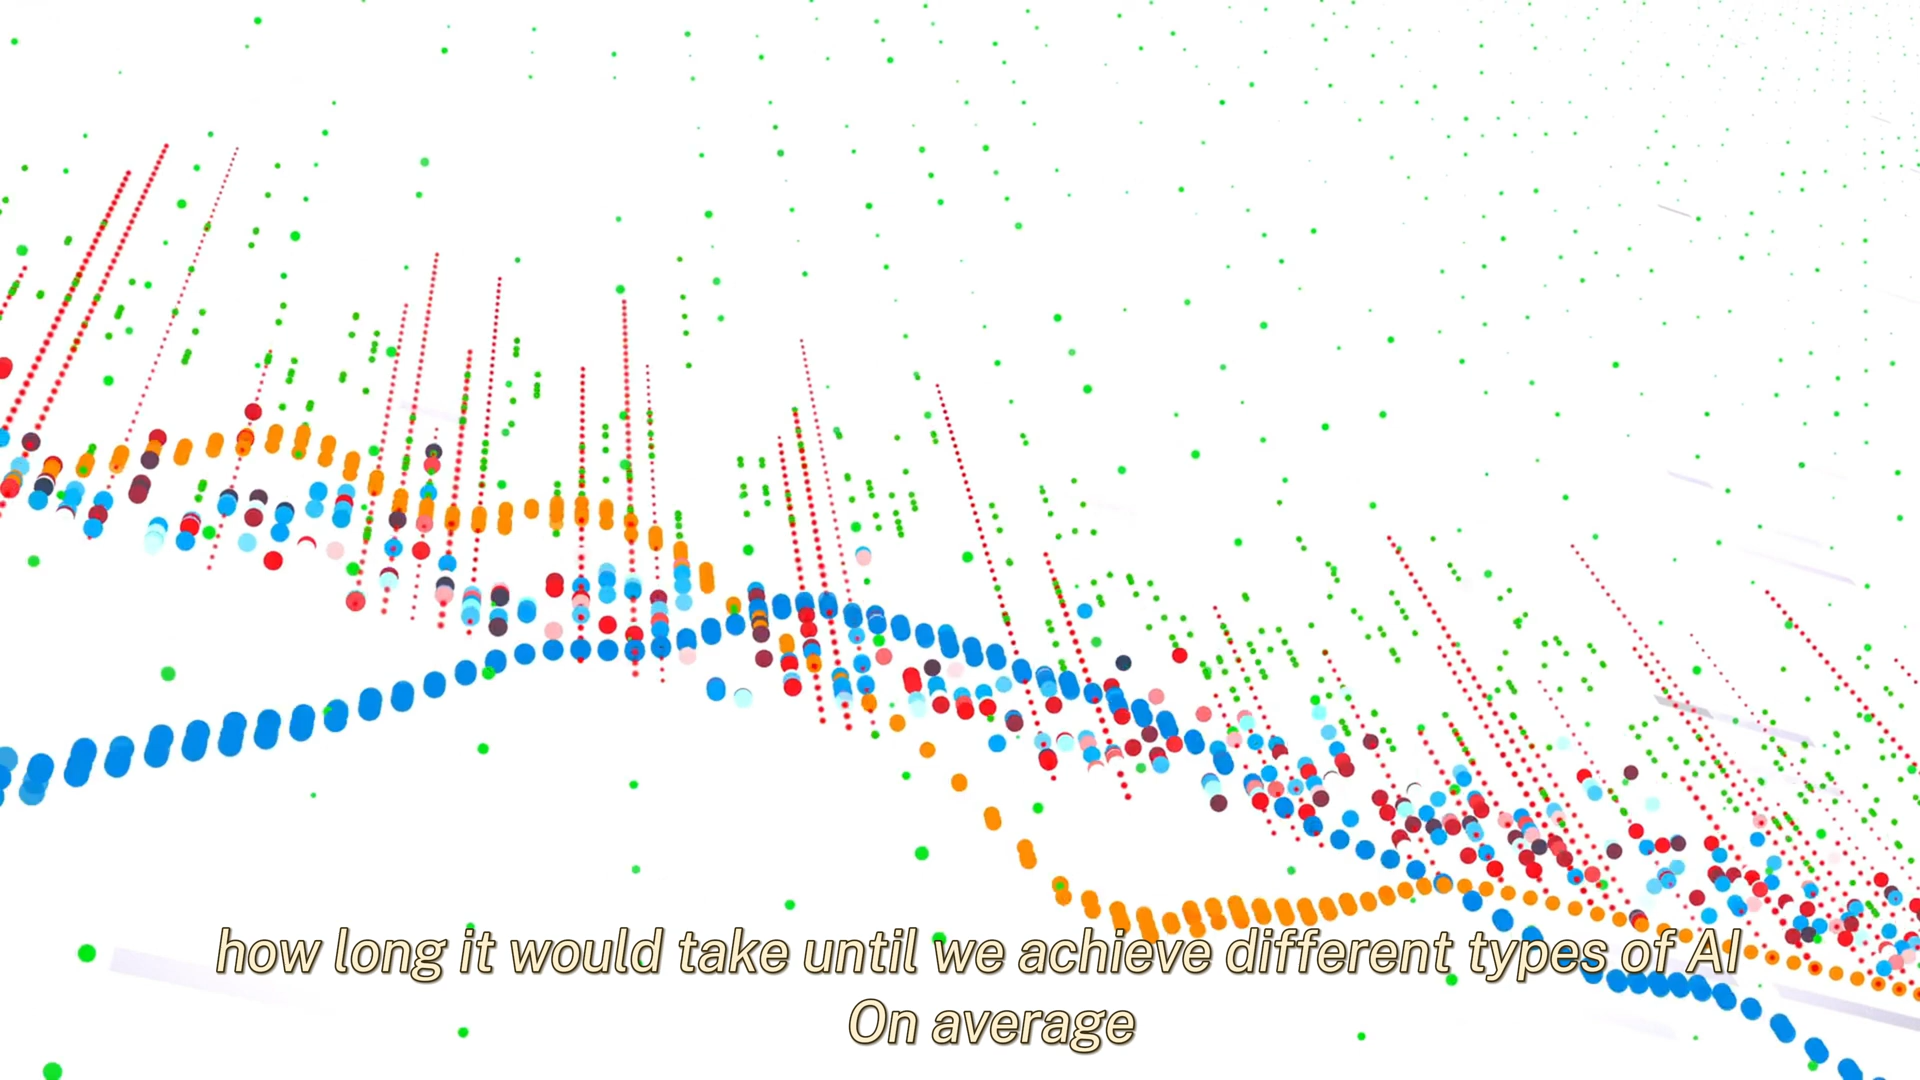 how long it would take until we achieve different types of AI
On average